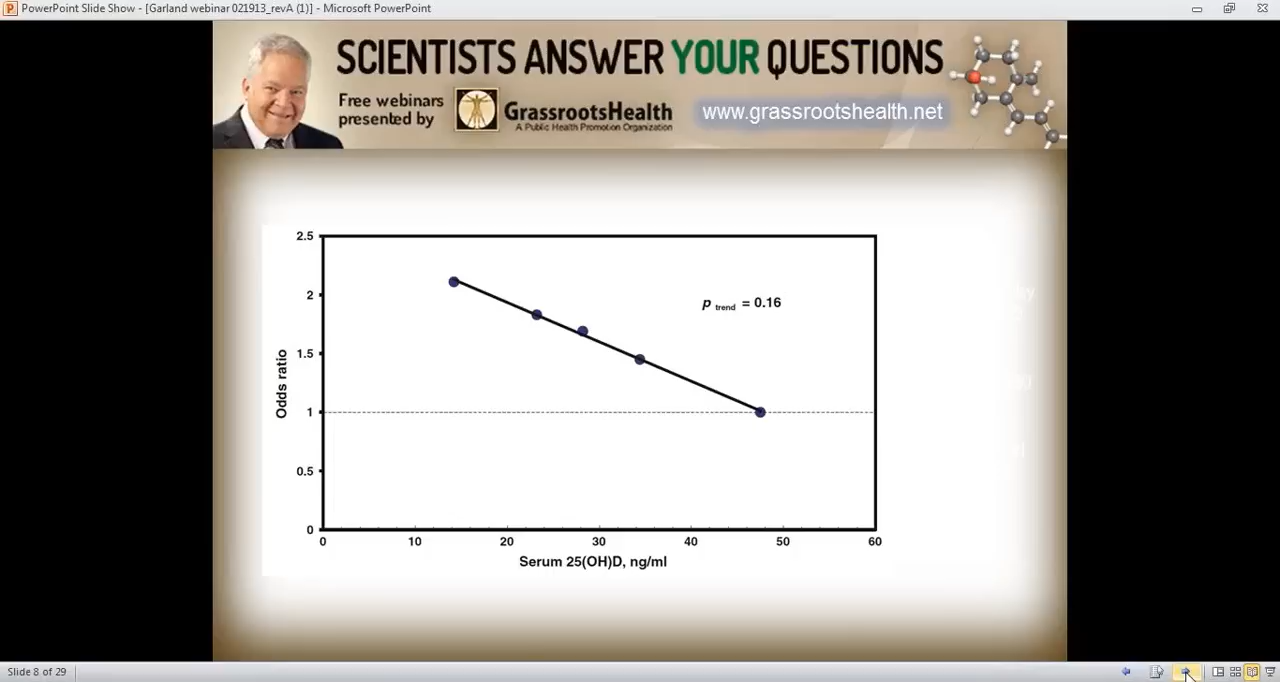 PowerPoint Slide Show - [Garland webinar 021913_revA (1)] - Microsoft PowerPoint
SCIENTISTS ANSWER YOUR QUESTIONS
Free webinars
presented by
GrassrootsHealth
A Public Health Promotion Organization
www.grassrootshealth.net
2.5
2
1.5
1
0.5
0
Odds ratio
p trend = 0.16
0 10 20 30 40 50 60
Serum 25(OH)D, ng/ml
Slide 8 of 29